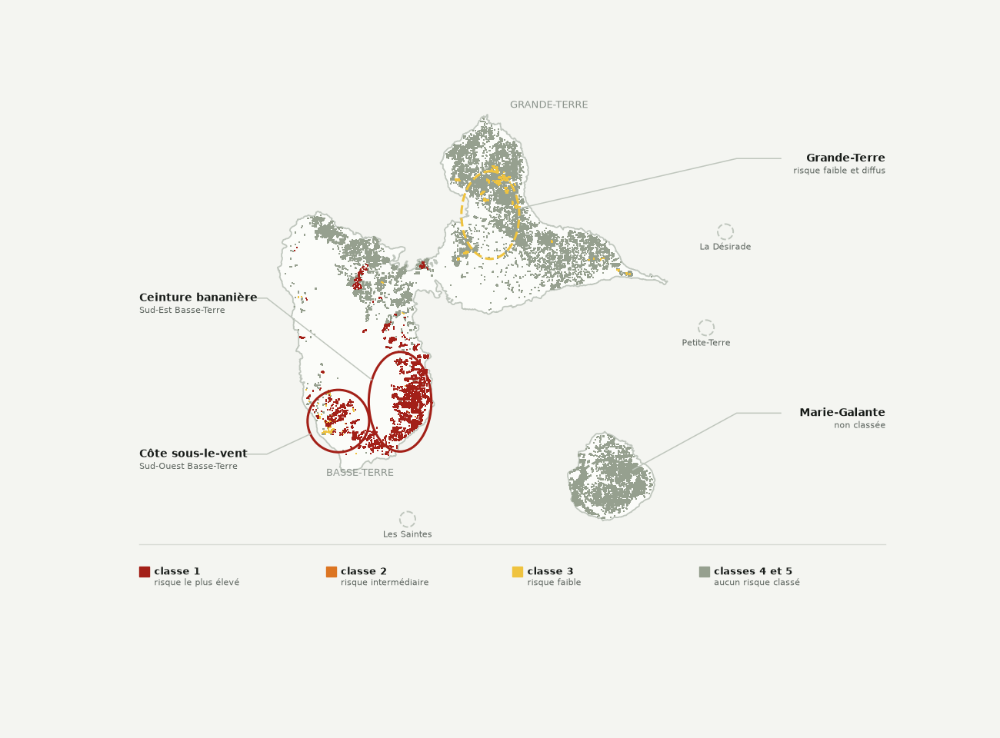 GRANDE-TERRE
Grande-Terre
risque faible et diffus
La Désirade
Ceinture bananière
Sud-Est Basse-Terre
Petite-Terre
Marie-Galante
non classée
Côte sous-le-vent
Sud-Ouest Basse-Terre
BASSE-TERRE
Les Saintes
classe 1
risque le plus élevé
classe 2
risque intermédiaire
classe 3
risque faible
classes 4 et 5
aucun risque classé